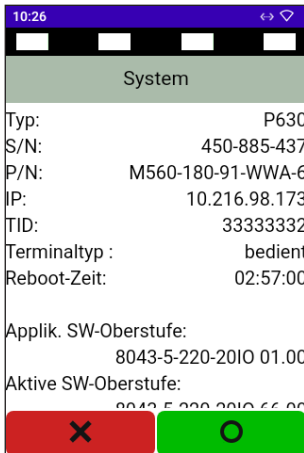 10:26
System
Typ: P630
S/N: 450-885-437
P/N: M560-180-91-WWA-6
IP: 10.216.98.173
TID: 33333332
Terminaltyp : bedient
Reboot-Zeit: 02:57:00
Applik. SW-Oberstufe:
8043-5-220-20IO 01.00
Aktive SW-Oberstufe: